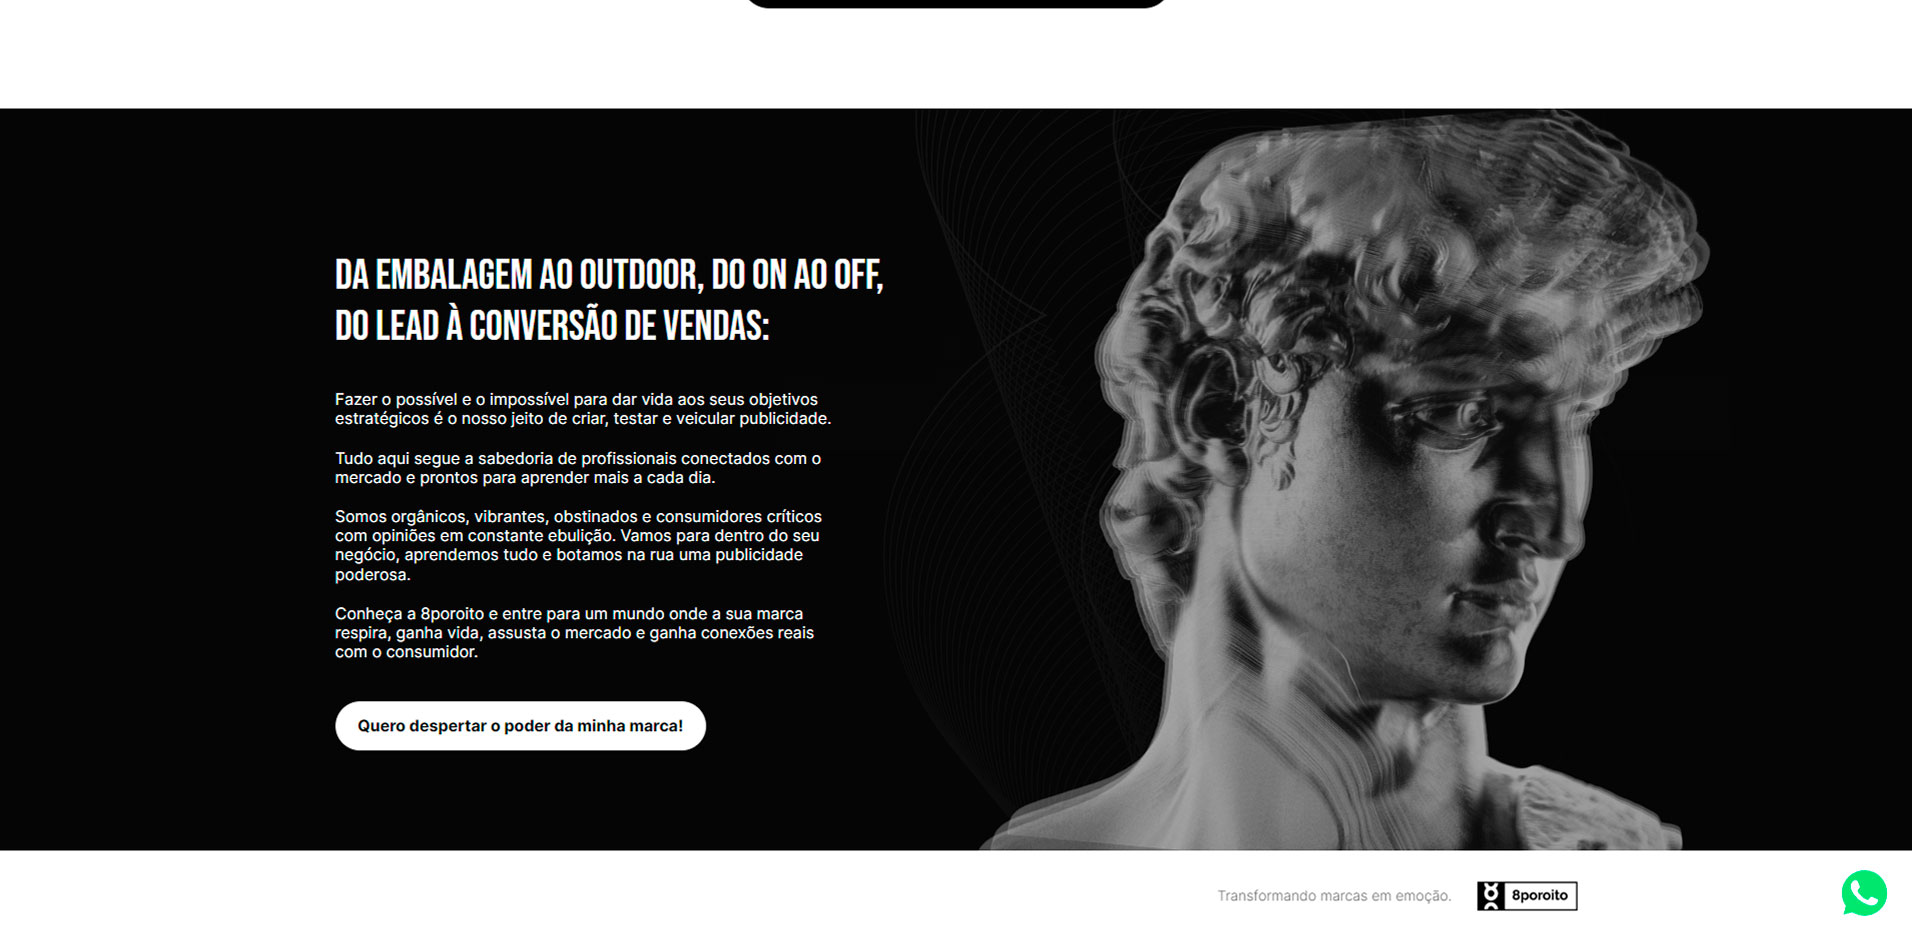 DA EMBALAGEM AO OUTDOOR, DO ON AO OFF,
DO LEAD À CONVERSÃO DE VENDAS:
Fazer o possível e o impossível para dar vida aos seus objetivos
estratégicos é o nosso jeito de criar, testar e veicular publicidade.
Tudo aqui segue a sabedoria de profissionais conectados com o
mercado e prontos para aprender mais a cada dia.
Somos orgânicos, vibrantes, obstinados e consumidores críticos
com opiniões em constante ebulição. Vamos para dentro do seu
negócio, aprendemos tudo e botamos na rua uma publicidade
poderosa.
Conheça a 8poroito e entre para um mundo onde a sua marca
respira, ganha vida, assusta o mercado e ganha conexões reais
com o consumidor.
Quero despertar o poder da minha marca!
Transformando marcas em emoção.
8poroito